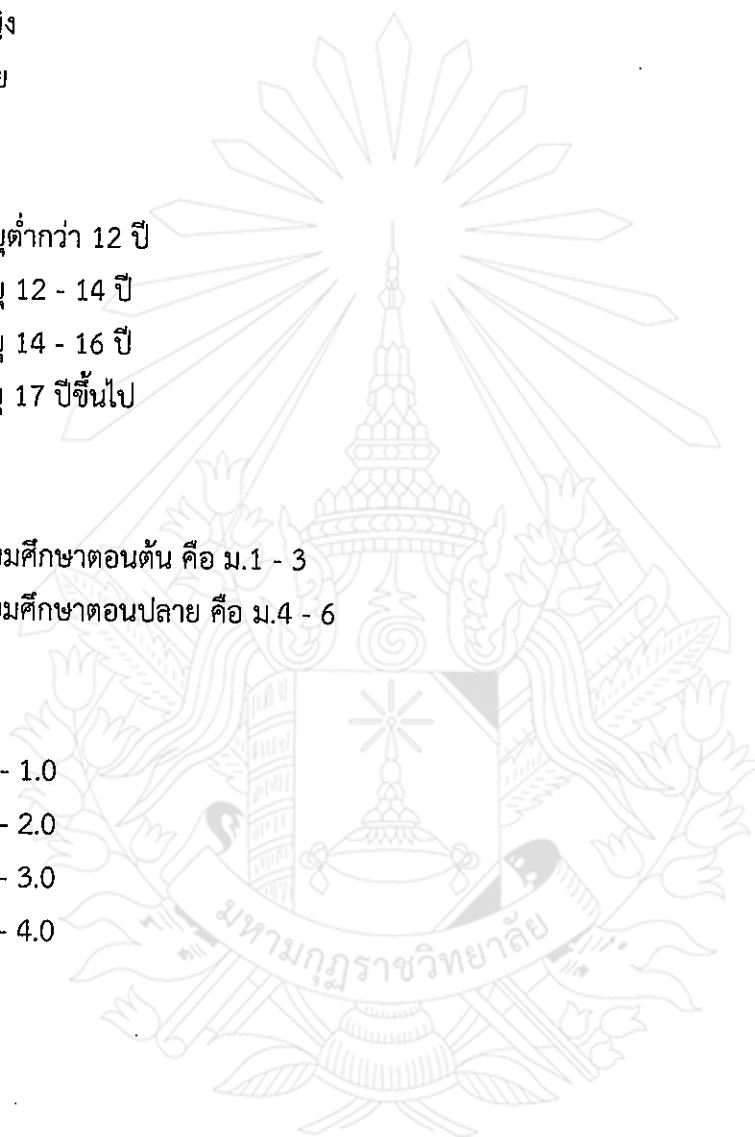 ต่ำกว่า 12 ปี
12 - 14 ปี
14 - 16 ปี
17 ปีขึ้นไป
มศึกษาตอนต้น คือ ม.1 - 3
มศึกษาตอนปลาย คือ ม.4 - 6
- 1.0
- 2.0
- 3.0
- 4.0
มหามกุฏราชวิทยาลัย